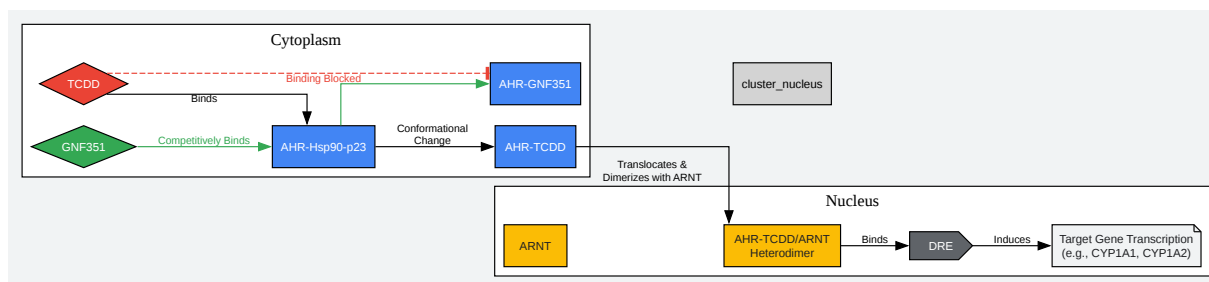 Cytoplasm
TCDD
Binding Blocked
AHR-GNF351
Binds
GNF351
Competitively Binds
AHR-Hsp90-p23
Conformational
Change
AHR-TCDD
cluster_nucleus
Translocates &
Dimerizes with ARNT
Nucleus
ARNT
AHR-TCDD/ARNT
Heterodimer
Binds
DRE
Induces
Target Gene Transcription
(e.g., CYP1A1, CYP1A2)